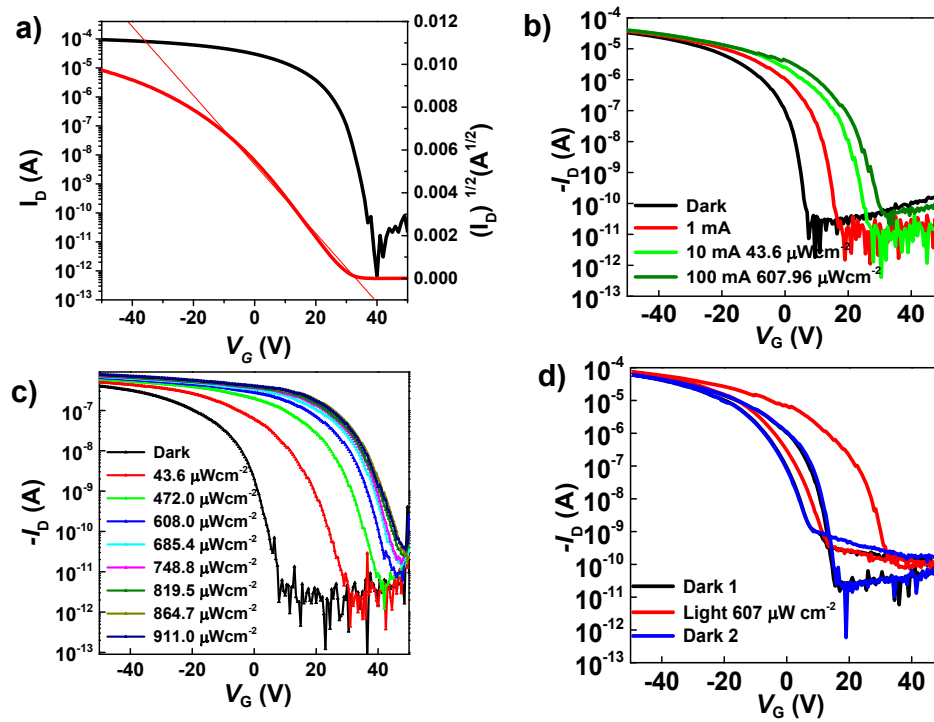 a)
10⁻⁴
10⁻⁵
10⁻⁶
10⁻⁷
10⁻⁸
10⁻⁹
10⁻¹⁰
10⁻¹¹
10⁻¹²
10⁻¹³
I_D (A)
0.012
0.010
0.008
0.006
0.004
0.002
0.000
(I_D) ¹ᐟ²(A¹ᐟ²)
-40 -20 0 20 40
V_G (V)
b)
10⁻⁴
10⁻⁵
10⁻⁶
10⁻⁷
10⁻⁸
10⁻⁹
10⁻¹⁰
10⁻¹¹
10⁻¹²
10⁻¹³
-I_D (A)
Dark
1 mA
10 mA 43.6 µWcm⁻²
100 mA 607.96 µWcm⁻²
-40 -20 0 20 40
V_G (V)
c)
10⁻⁷
10⁻⁸
10⁻⁹
10⁻¹⁰
10⁻¹¹
10⁻¹²
10⁻¹³
-I_D (A)
Dark
43.6 µWcm⁻²
472.0 µWcm⁻²
608.0 µWcm⁻²
685.4 µWcm⁻²
748.8 µWcm⁻²
819.5 µWcm⁻²
864.7 µWcm⁻²
911.0 µWcm⁻²
-40 -20 0 20 40
V_G (V)
d)
10⁻⁴
10⁻⁵
10⁻⁶
10⁻⁷
10⁻⁸
10⁻⁹
10⁻¹⁰
10⁻¹¹
10⁻¹²
10⁻¹³
-I_D (A)
Dark 1
Light 607 µW cm⁻²
Dark 2
-40 -20 0 20 40
V_G (V)